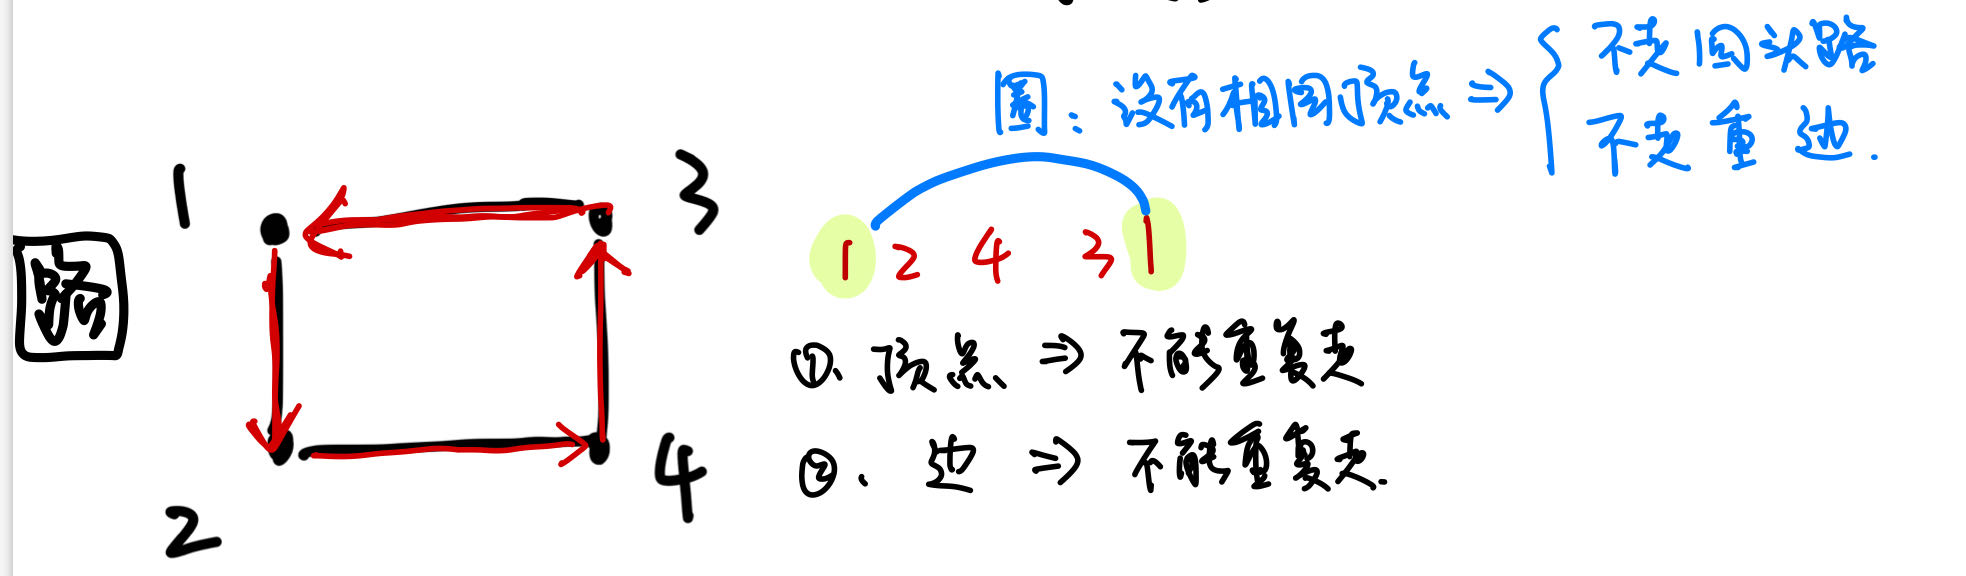 圈：没有相同顶点 ⇒ { 不走回头路
不走重边.
1
3
路
1 2 4 3 1
①、顶点 ⇒ 不能重复走
②、边 ⇒ 不能重复走.
2
4